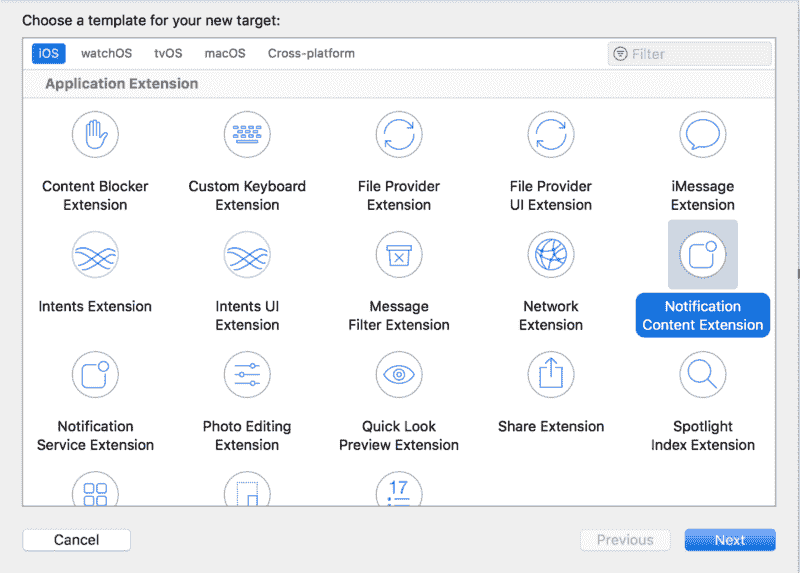 Choose a template for your new target:
iOS watchOS tvOS macOS Cross-platform Filter
Application Extension
Content Blocker Custom Keyboard File Provider File Provider iMessage
Extension Extension Extension UI Extension Extension
Intents Extension Intents UI Message Network Notification
Extension Filter Extension Extension Content Extension
Notification Photo Editing Quick Look Share Extension Spotlight
Service Extension Extension Preview Extension Index Extension
17
Cancel Previous Next